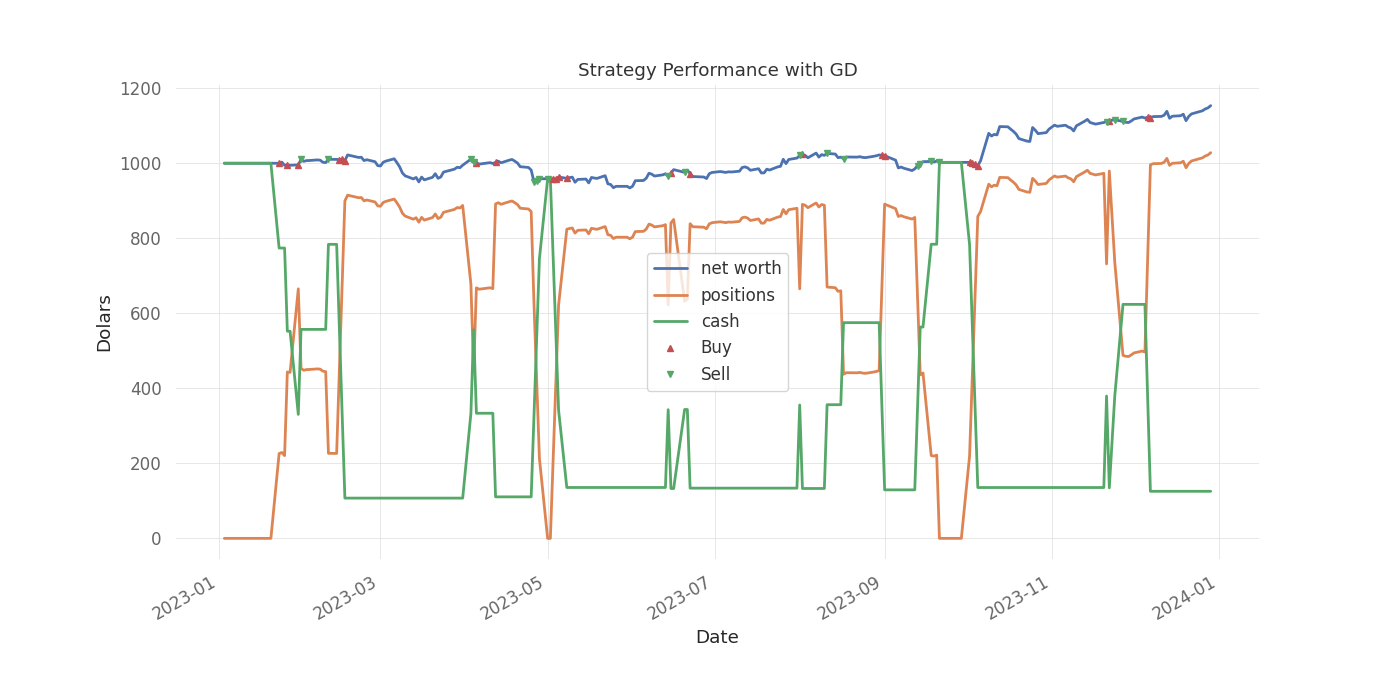 Strategy Performance with GD
1200
1000
800
600
400
200
0
Dolars
net worth
positions
cash
Buy
Sell
2023-01
2023-03
2023-05
2023-07
2023-09
2023-11
2024-01
Date